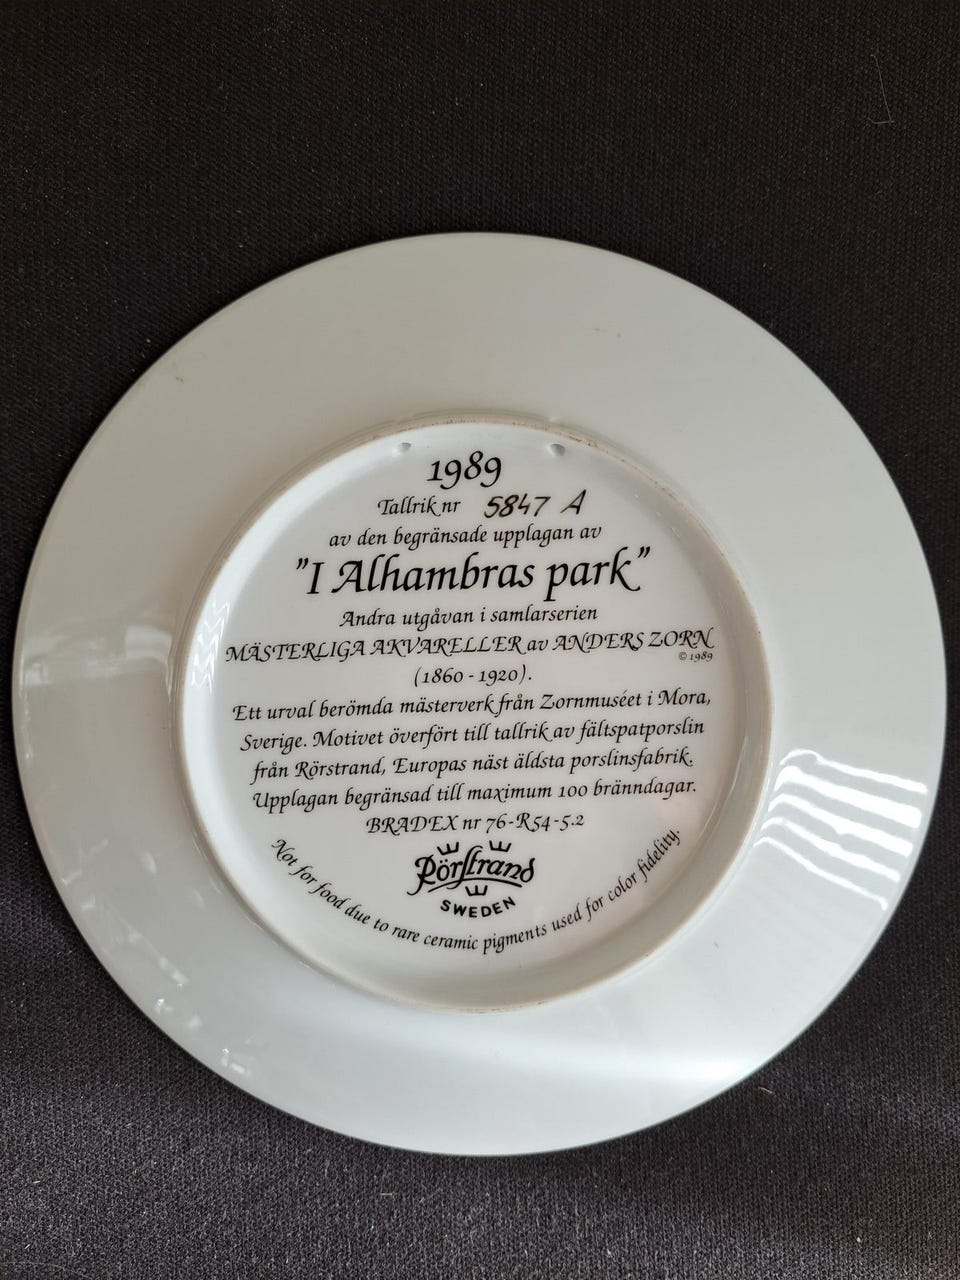 1989
Tallrik nr 5847 A
av den begränsade upplagan av
"I Alhambras park"
Andra utgåvan i samlarserien
MÄSTERLIGA AKVARELLER av ANDERS ZORN
© 1989
(1860 - 1920).
Ett urval berömda mästerverk från Zornmuséet i Mora,
Sverige. Motivet överfört till tallrik av fältspatporslin
från Rörstrand, Europas näst äldsta porslinsfabrik.
Upplagan begränsad till maximum 100 bränndagar.
BRADEX nr 76-R54-5.2
Rörstrand
SWEDEN
Not for food due to rare ceramic pigments used for color fidelity.